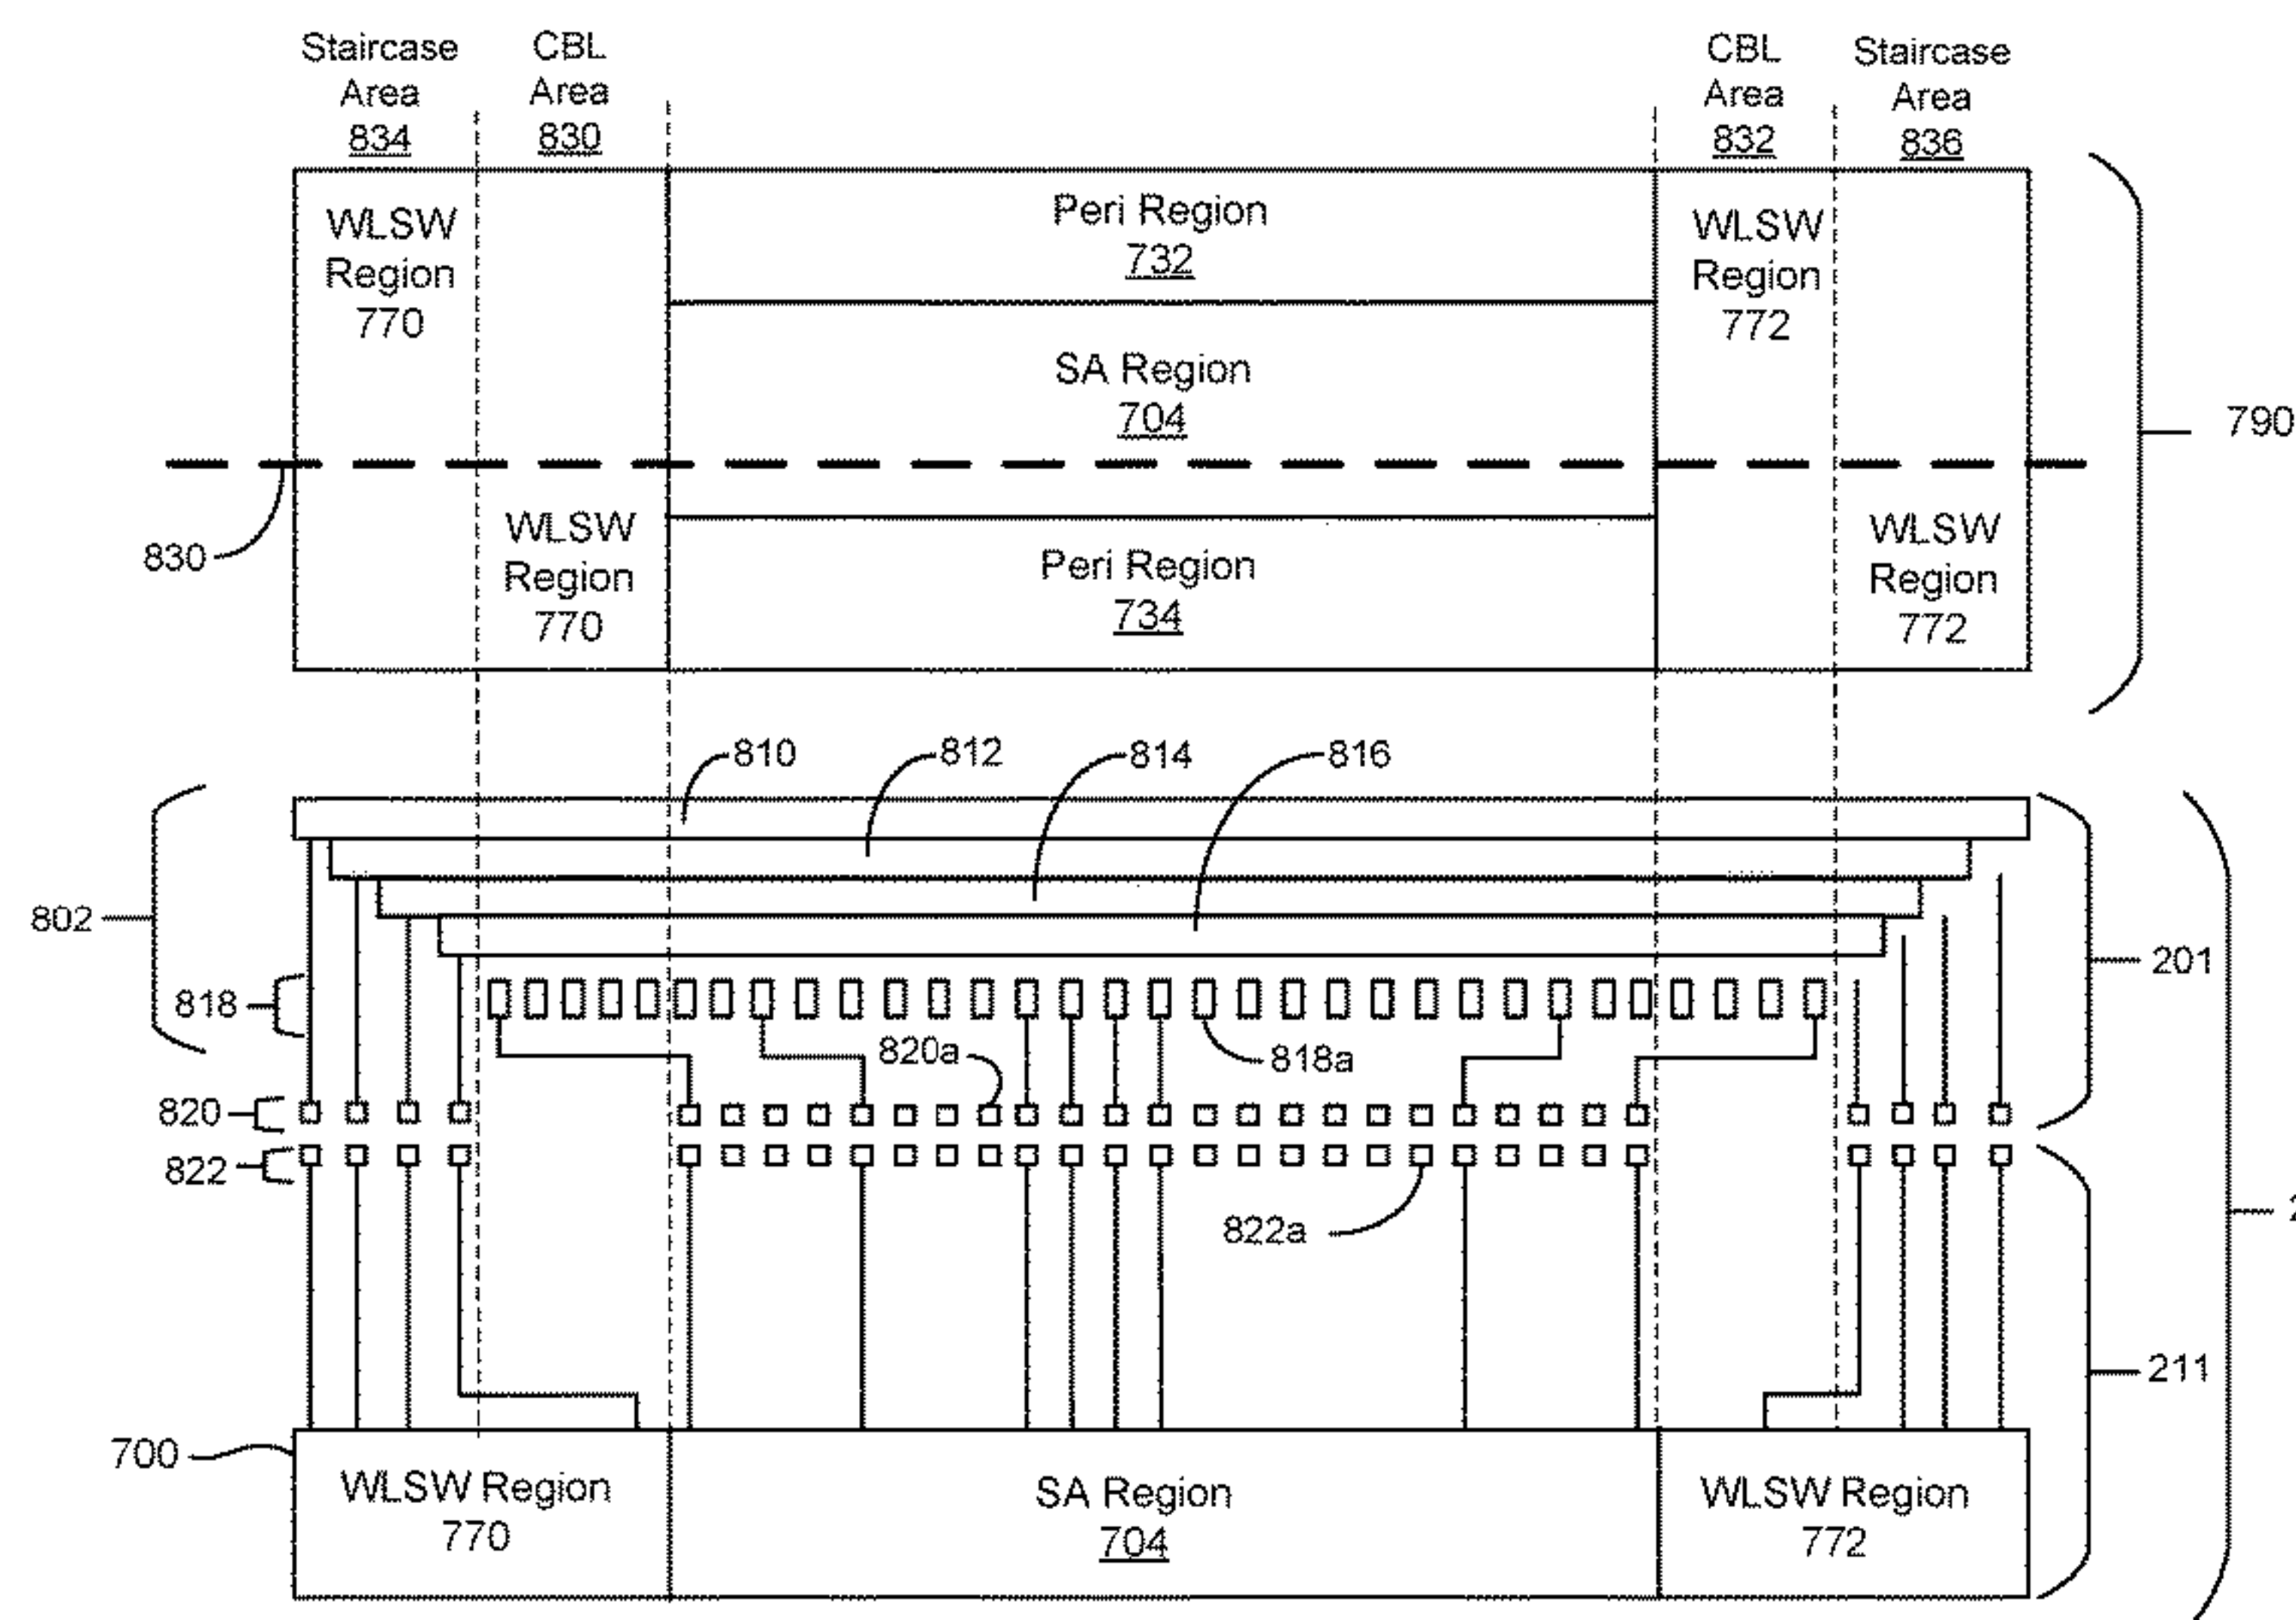 Staircase
Area
834
CBL
Area
830
CBL
Area
832
Staircase
Area
836
WLSW
Region
770
Peri Region
732
WLSW
Region
772
SA Region
704
790
830
WLSW
Region
770
Peri Region
734
WLSW
Region
772
810
812
814
816
802
201
818
820a
818a
820
822
822a
211
700
WLSW Region
770
SA Region
704
WLSW Region
772